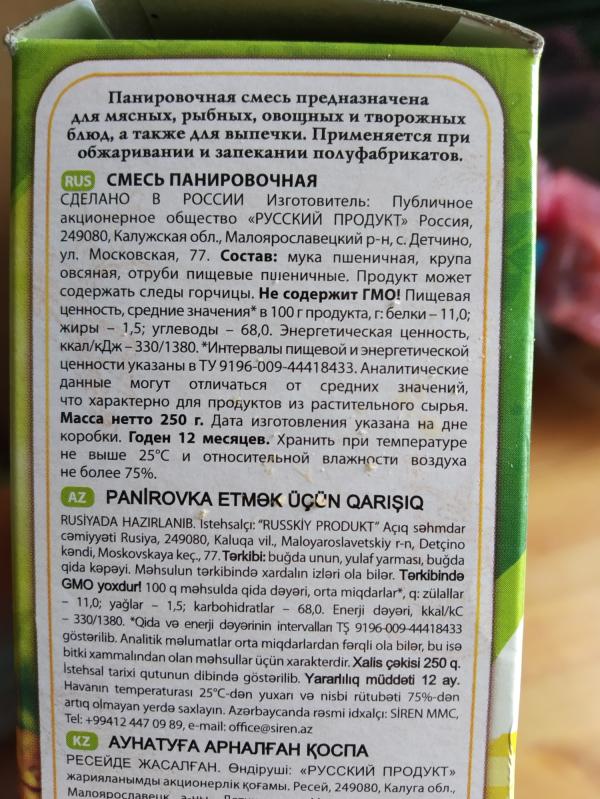 Панировочная смесь предназначена
для мясных, рыбных, овощных и творожных
блюд, а также для выпечки. Применяется при
обжаривании и запекании полуфабрикатов.
RUS СМЕСЬ ПАНИРОВОЧНАЯ
СДЕЛАНО В РОССИИ Изготовитель: Публичное
акционерное общество «РУССКИЙ ПРОДУКТ» Россия,
249080, Калужская обл., Малоярославецкий р-н, с. Детчино,
ул. Московская, 77. Состав: мука пшеничная, крупа
овсяная, отруби пищевые пшеничные. Продукт может
содержать следы горчицы. Не содержит ГМО! Пищевая
ценность, средние значения* в 100 г продукта, г: белки – 11,0;
жиры – 1,5; углеводы – 68,0. Энергетическая ценность,
ккал/кДж – 330/1380. *Интервалы пищевой и энергетической
ценности указаны в ТУ 9196-009-44418433. Аналитические
данные могут отличаться от средних значений,
что характерно для продуктов из растительного сырья.
Масса нетто 250 г. Дата изготовления указана на дне
коробки. Годен 12 месяцев. Хранить при температуре
не выше 25°С и относительной влажности воздуха
не более 75%.
AZ PANİROVKA ETMƏK ÜÇÜN QARIŞIQ
RUSİYADA HAZIRLANIB. İstehsalçı: "RUSSKİY PRODUKT" Açıq səhmdar
cəmiyyəti Rusiya, 249080, Kaluqa vil., Maloyaroslavetskiy r-n, Detçino
kəndi, Moskovskaya keç., 77. Tərkibi: buğda unun, yulaf yarması, buğda
qida kəpəyi. Məhsulun tərkibində xardalın izləri ola bilər. Tərkibində
GMO yoxdur! 100 q məhsulda qida dəyəri, orta miqdarlar*, q: zülallar
– 11,0; yağlar – 1,5; karbohidratlar – 68,0. Enerji dəyəri, kkal/kC
– 330/1380. *Qida və enerji dəyərinin intervalları TŞ 9196-009-44418433
göstərilib. Analitik məlumatlar orta miqdarlardan fərqli ola bilər, bu isə
bitki xammalından olan məhsullar üçün xarakterdir. Xalis çəkisi 250 q.
İstehsal tarixi qutunun dibində göstərilib. Yararlılıq müddəti 12 ay.
Havanın temperaturası 25°C-dən yuxarı və nisbi rütubəti 75%-dən
artıq olmayan yerdə saxlayın. Azərbaycanda rəsmi idxalçı: SİREN MMC,
Tel; +99412 447 09 89, e-mail: office@siren.az
KZ АУНАТУҒА АРНАЛҒАН ҚОСПА
РЕСЕЙДЕ ЖАСАЛҒАН. Өндіруші: «РУССКИЙ ПРОДУКТ»
жариялањымды акционерлік қоғамы. Ресей, 249080, Калуга обл.,
Малоярославецк